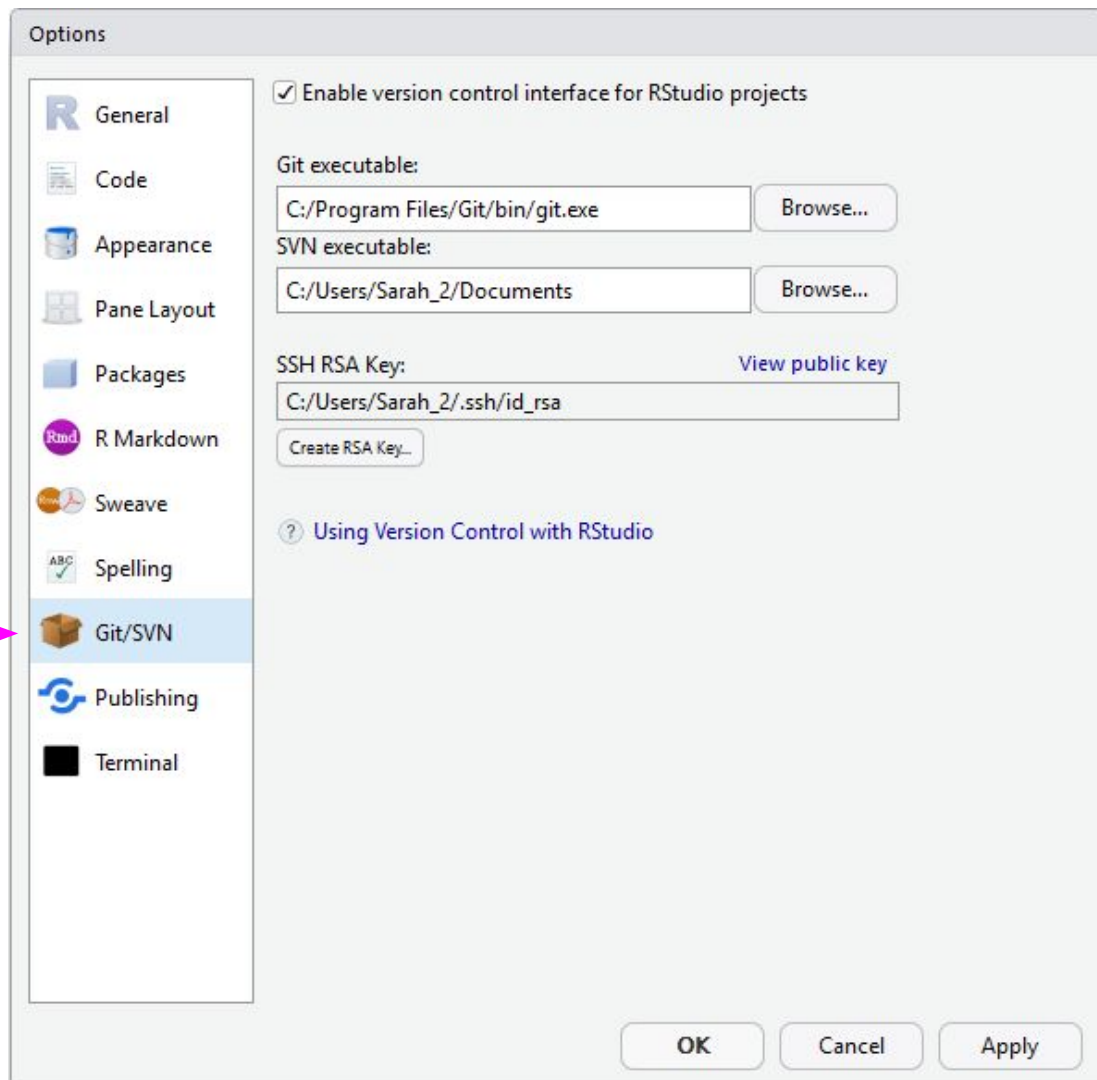 Options
General
Code
Appearance
Pane Layout
Packages
Rmd R Markdown
Sweave
ABC Spelling
Git/SVN
Publishing
Terminal
Enable version control interface for RStudio projects
Git executable:
C:/Program Files/Git/bin/git.exe Browse...
SVN executable:
C:/Users/Sarah_2/Documents Browse...
SSH RSA Key: View public key
C:/Users/Sarah_2/.ssh/id_rsa
Create RSA Key...
? Using Version Control with RStudio
OK Cancel Apply